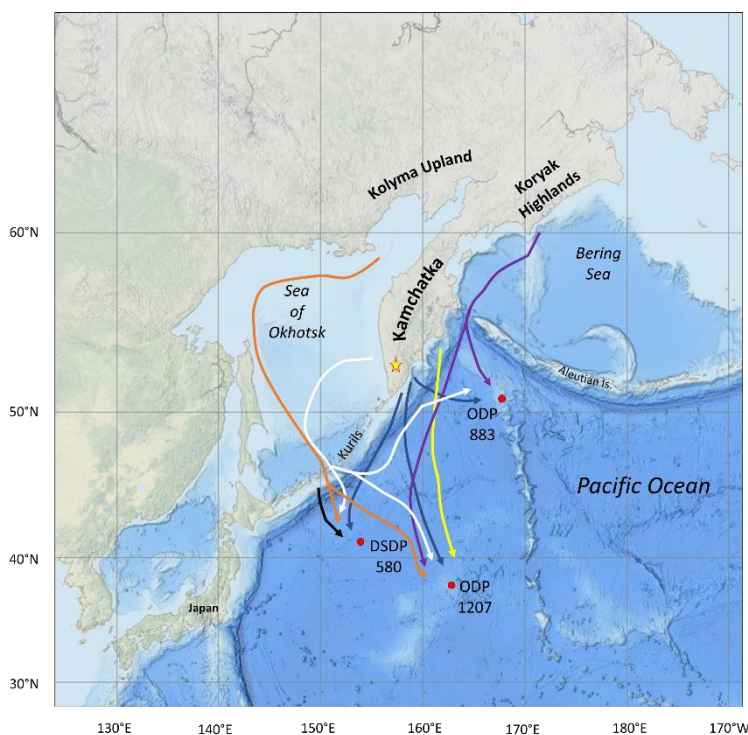 Kolyma Upland
Koryak
Highlands
60°N
Bering
Sea
Sea
of
Okhotsk
Kamchatka
Aleutian Is.
50°N
ODP
883
Kurils
Pacific Ocean
40°N
DSDP
580
ODP
1207
Japan
30°N
130°E
140°E
150°E
160°E
170°E
180°E
170°W